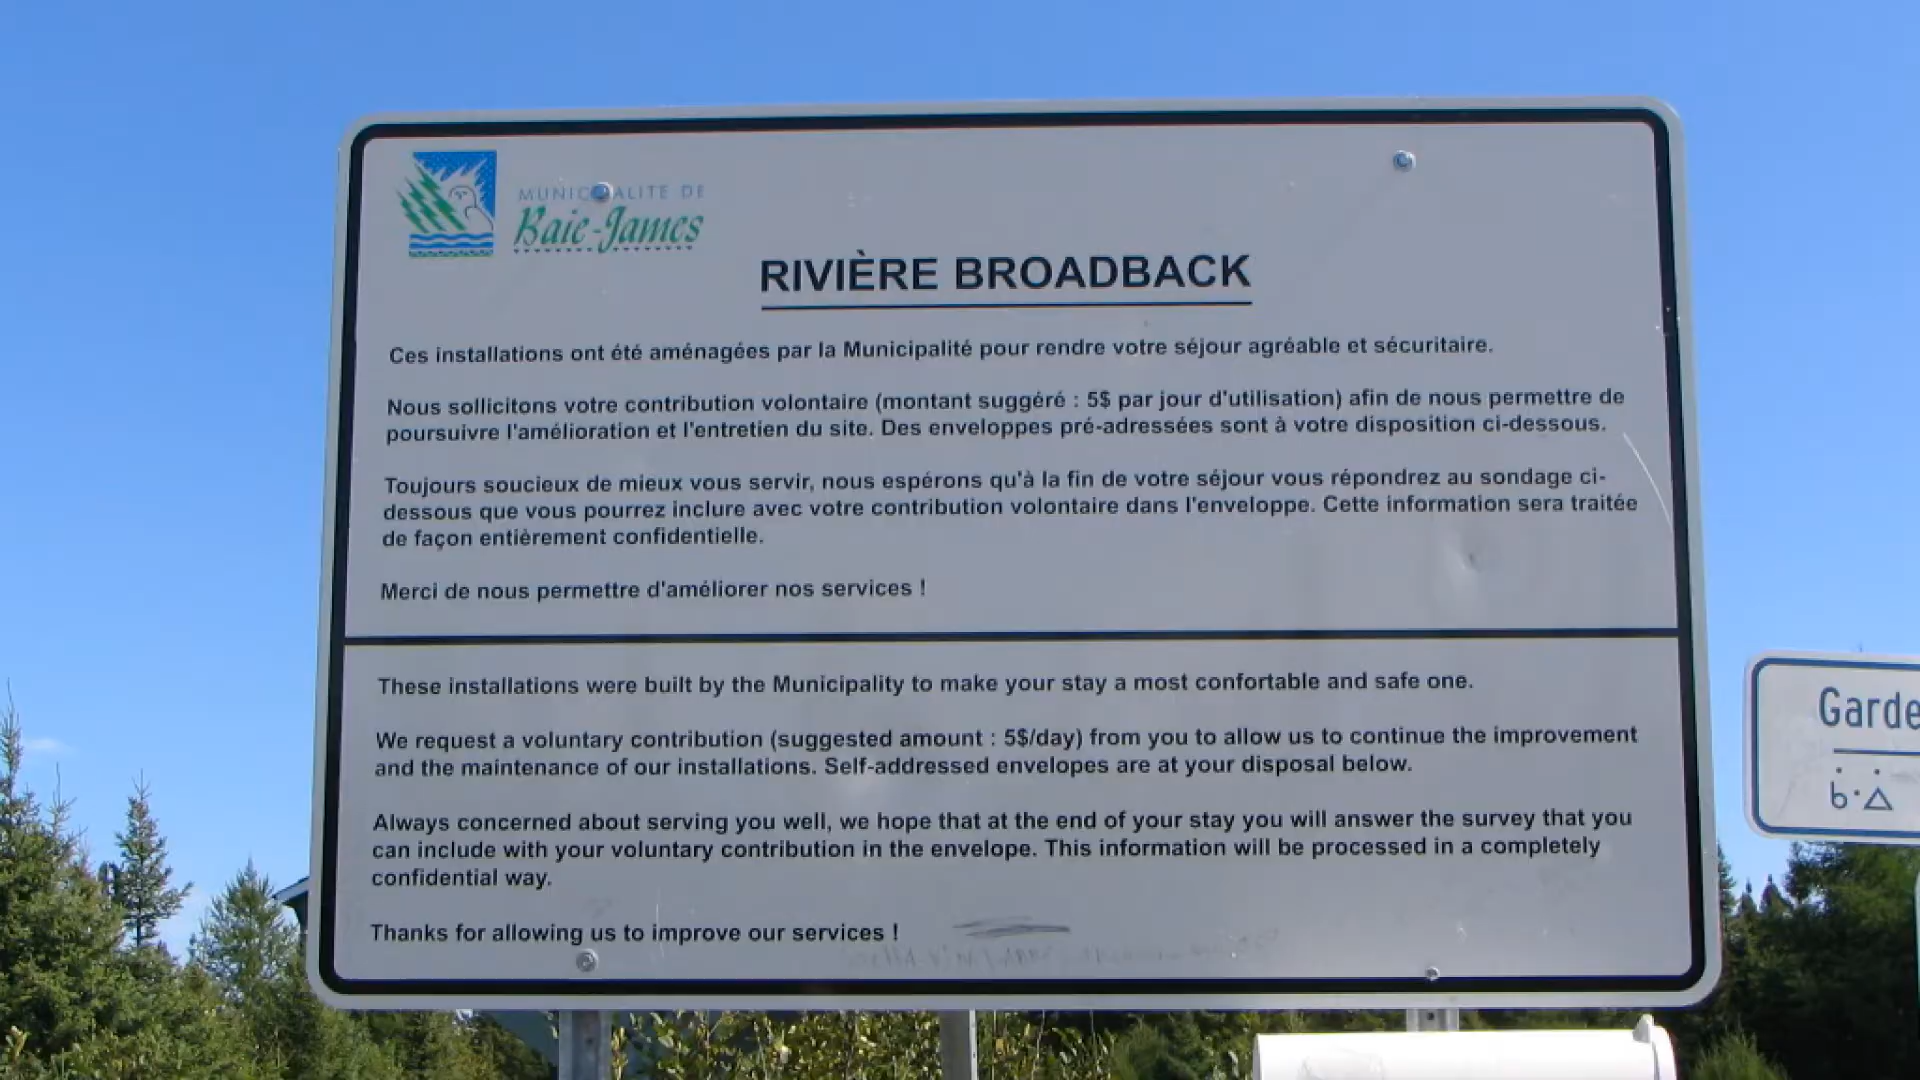 MUNICIPALITÉ DE
Baie-James
RIVIÈRE BROADBACK
Ces installations ont été aménagées par la Municipalité pour rendre votre séjour agréable et sécuritaire.
Nous sollicitons votre contribution volontaire (montant suggéré : 5$ par jour d'utilisation) afin de nous permettre de
poursuivre l'amélioration et l'entretien du site. Des enveloppes pré-adressées sont à votre disposition ci-dessous.
Toujours soucieux de mieux vous servir, nous espérons qu'à la fin de votre séjour vous répondrez au sondage ci-
dessous que vous pourrez inclure avec votre contribution volontaire dans l'enveloppe. Cette information sera traitée
de façon entièrement confidentielle.
Merci de nous permettre d'améliorer nos services !
These installations were built by the Municipality to make your stay a most confortable and safe one.
We request a voluntary contribution (suggested amount : 5$/day) from you to allow us to continue the improvement
and the maintenance of our installations. Self-addressed envelopes are at your disposal below.
Always concerned about serving you well, we hope that at the end of your stay you will answer the survey that you
can include with your voluntary contribution in the envelope. This information will be processed in a completely
confidential way.
Thanks for allowing us to improve our services !
Garde